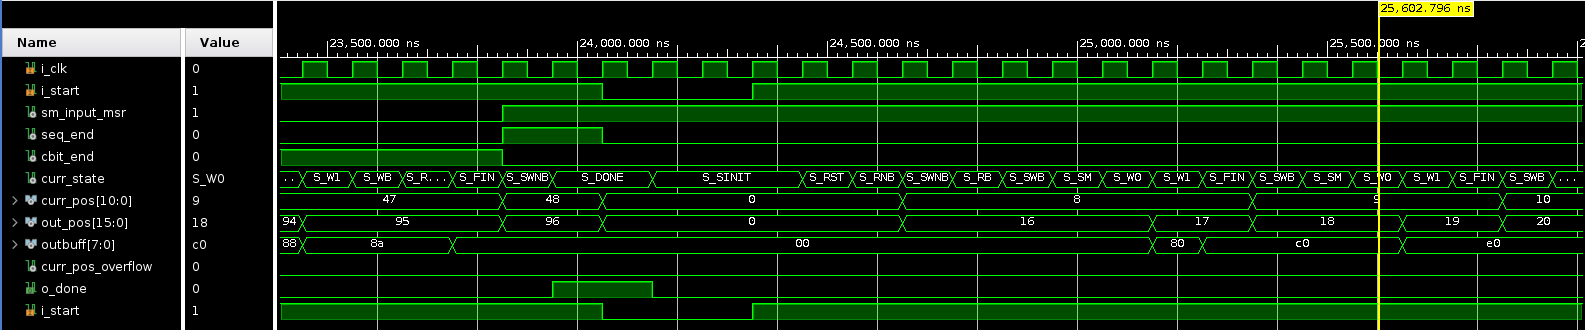 25,602.796 ns
Name Value 23,500.000 ns 24,000.000 ns 24,500.000 ns 25,000.000 ns 25,500.000 ns
i_clk 0
i_start 1
sm_input_msr 1
seq_end 0
cbit_end 0
curr_state S_W0 ... S_W1 S_WB S_R... S_FIN S_SWNB S_DONE S_SINIT S_RST S_RNB S_SWNB S_RB S_SWB S_SM S_W0 S_W1 S_FIN S_SWB S_SM S_W0 S_W1 S_FIN S_SWB ...
curr_pos[10:0] 9 47 48 0 8 9 10
out_pos[15:0] 18 94 95 96 0 16 17 18 19 20
outbuff[7:0] c0 88 8a 00 80 c0 e0
curr_pos_overflow 0
o_done 0
i_start 1